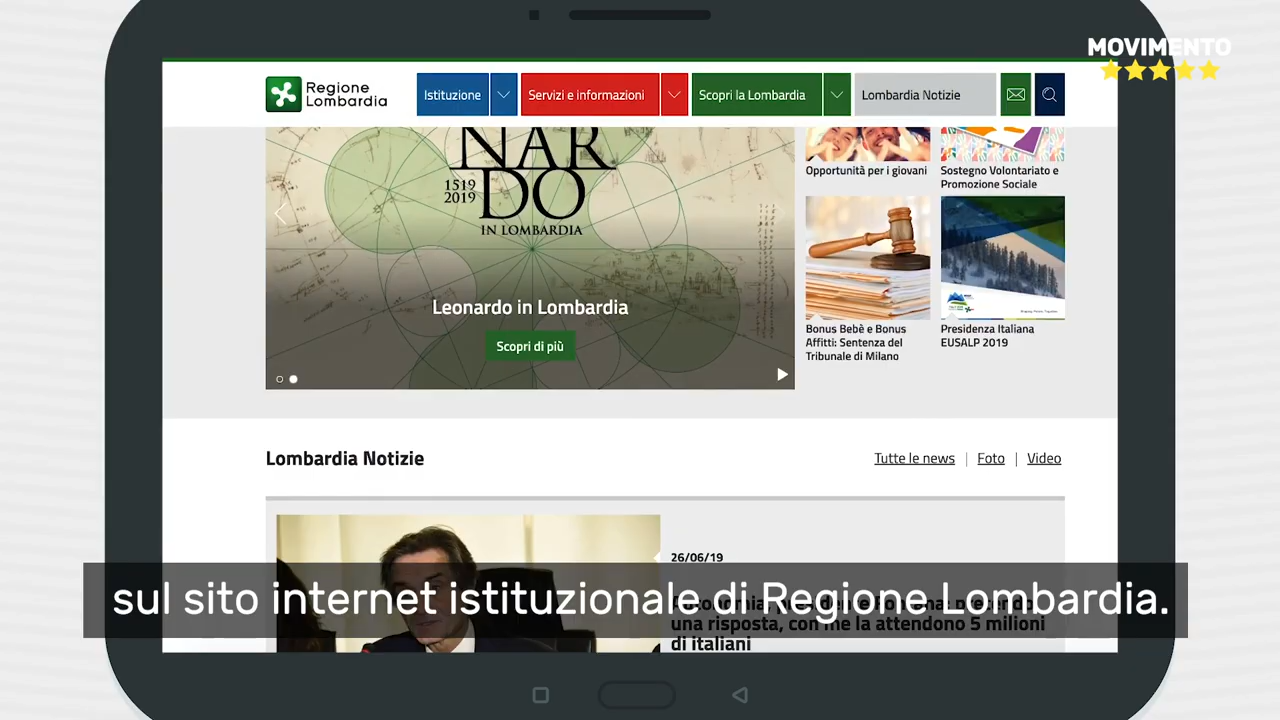 MOVIMENTO
Regione
Lombardia
Istituzione
Servizi e informazioni
Scopri la Lombardia
Lombardia Notizie
NAR
DO
1519
2019
IN LOMBARDIA
Leonardo in Lombardia
Scopri di più
Opportunità per i giovani
Sostegno Volontariato e
Promozione Sociale
Bonus Bebè e Bonus
Affitti: Sentenza del
Tribunale di Milano
Presidenza Italiana
EUSALP 2019
Lombardia Notizie
Tutte le news | Foto | Video
26/06/19
una risposta, con me la attendono 5 milioni
di italiani
sul sito internet istituzionale di Regione Lombardia.